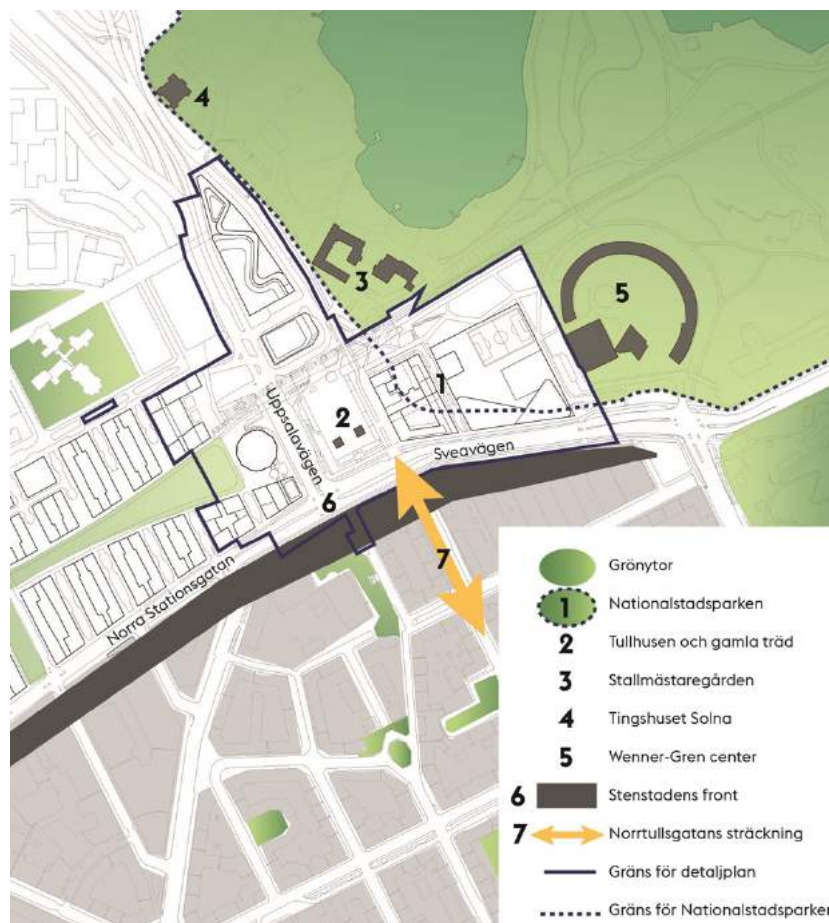 4
3
5
1
2
Uppsalavägen
Sveavägen
6
7
Norra Stationsgatan
Grönytor
1 Nationalstadsparken
2 Tullhusen och gamla träd
3 Stallmästaregården
4 Tingshuset Solna
5 Wenner-Gren center
6 Stenstadens front
7 Norrtullsgatans sträckning
Gräns för detaljplan
Gräns för Nationalstadsparken